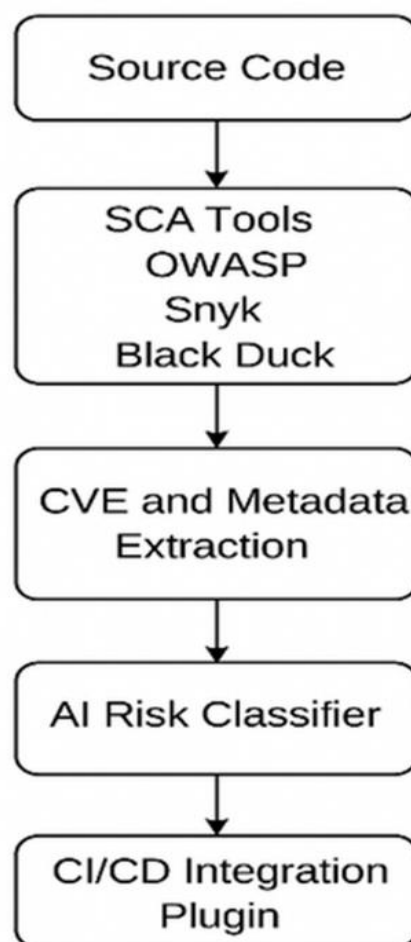 Source Code
SCA Tools
OWASP
Snyk
Black Duck
CVE and Metadata
Extraction
AI Risk Classifier
CI/CD Integration
Plugin